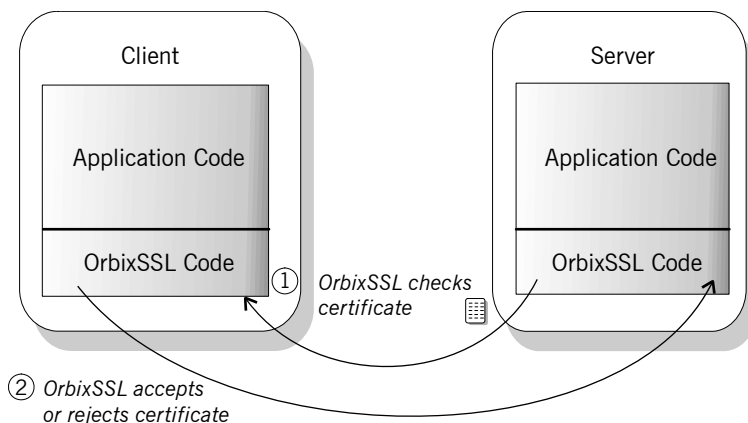 Client
Server
Application Code
Application Code
OrbixSSL Code
OrbixSSL Code
1
OrbixSSL checks
certificate
2 OrbixSSL accepts
or rejects certificate